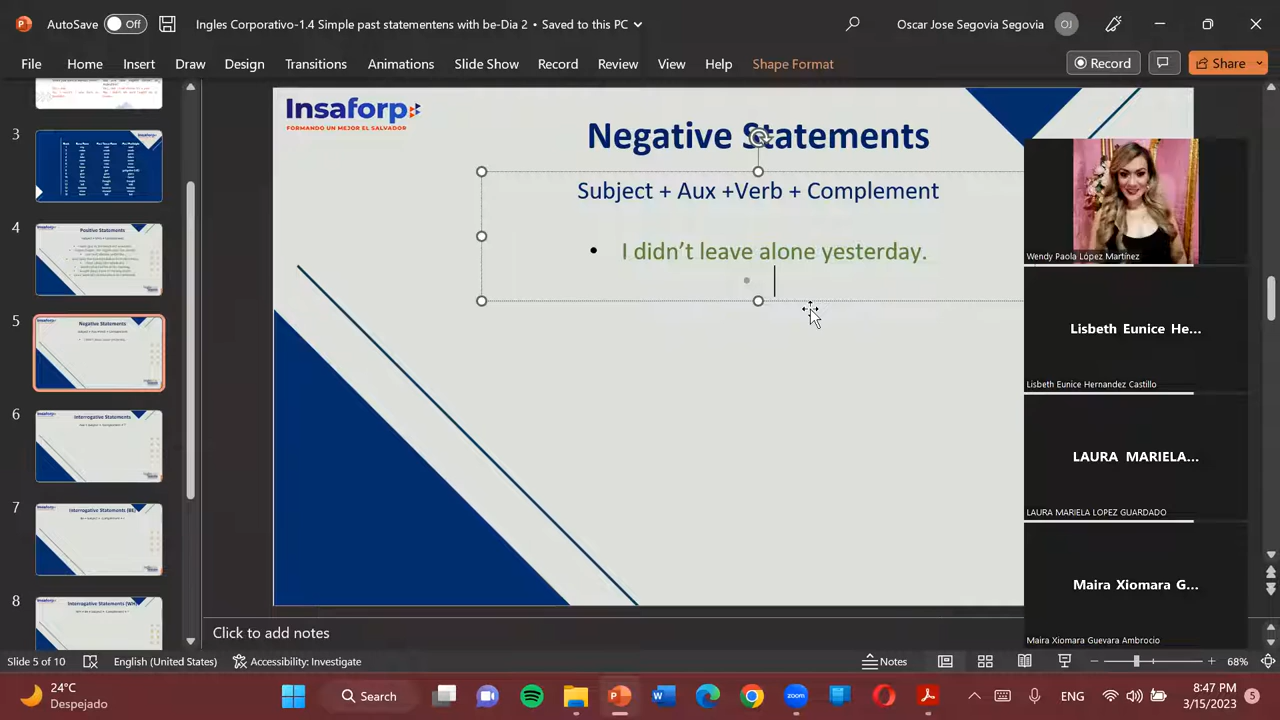 AutoSave Off Ingles Corporativo-1.4 Simple past statementens with be-Dia 2 • Saved to this PC Oscar Jose Segovia Segovia OJ
File Home Insert Draw Design Transitions Animations Slide Show Record Review View Help Shape Format Record Share
Insaforp
FORMANDO UN MEJOR EL SALVADOR
Negative Statements
Subject + Aux +Verb + Complement
• I didn't leave alone yesterday.
3
4
Positive Statements
5
Negative Statements
6
Interrogative Statements
7
Interrogative Statements (BE)
8
Interrogative Statements (WH)
Wendy Paola López Martínez
Lisbeth Eunice He...
Lisbeth Eunice Hernandez Castillo
LAURA MARIELA...
LAURA MARIELA LOPEZ GUARDADO
Maira Xiomara G...
Maira Xiomara Guevara Ambrocio
Click to add notes
Slide 5 of 10 English (United States) Accessibility: Investigate Notes 68%
24°C
Despejado
Search
zoom
ENG
8:47 PM
3/15/2023
5